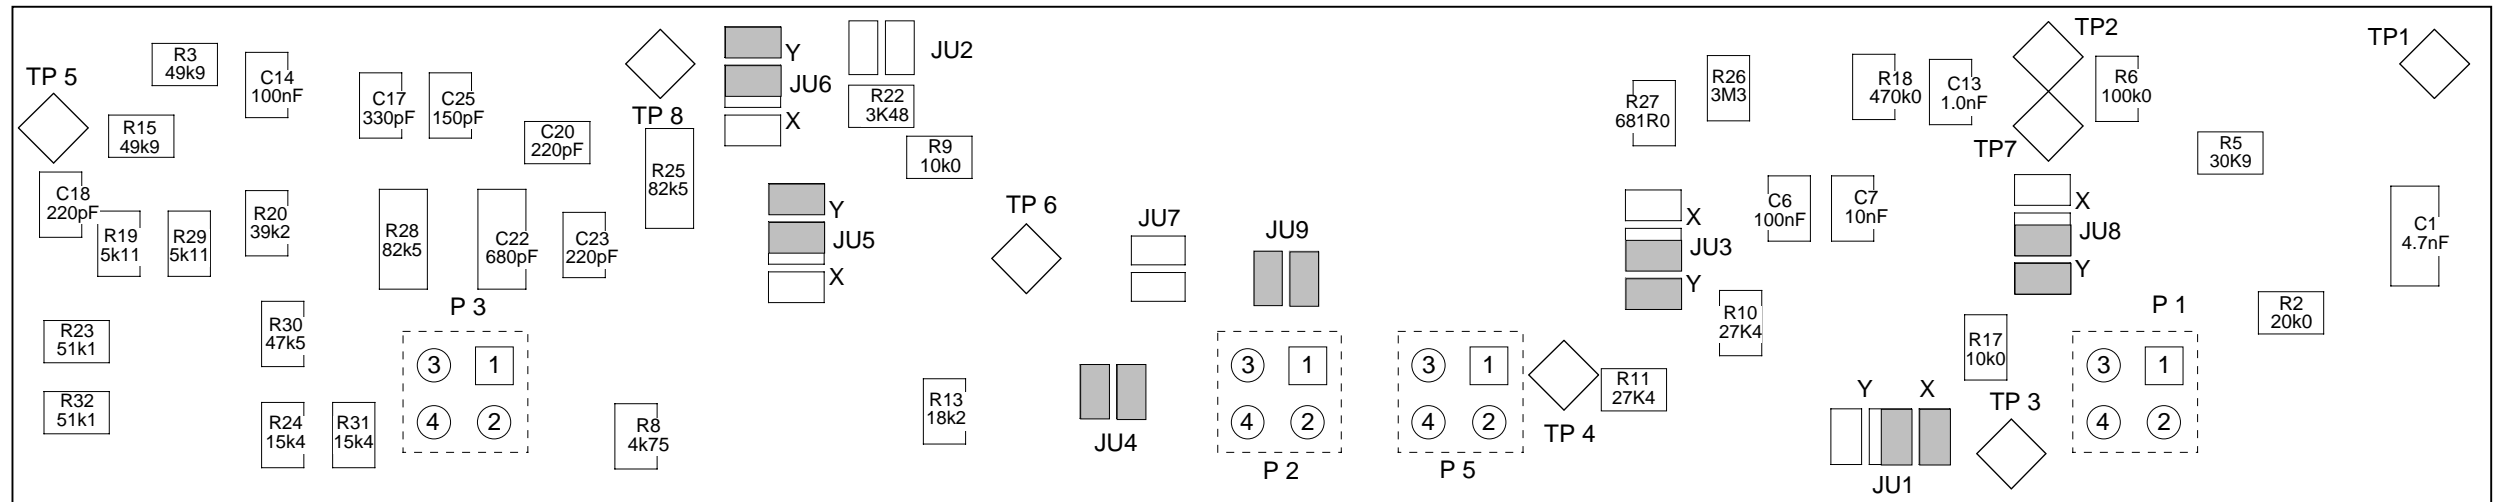 TP 5
R3
49k9
C14
100nF
R15
49k9
C17
330pF
C25
150pF
C20
220pF
TP 8
R25
82k5
Y
JU6
X
JU2
R22
3K48
R9
10k0
C18
220pF
R19
5k11
R29
5k11
R20
39k2
R28
82k5
C22
680pF
C23
220pF
Y
JU5
X
TP 6
JU7
JU9
R23
51k1
R32
51k1
R30
47k5
R24
15k4
R31
15k4
P 3
3
1
4
2
R8
4k75
R13
18k2
JU4
3
1
4
2
P 2
3
1
4
2
P 5
TP 4
R11
27K4
R27
681R0
R26
3M3
R18
470k0
C13
1.0nF
TP2
TP7
R6
100k0
TP1
R5
30K9
X
JU3
Y
C6
100nF
C7
10nF
X
JU8
Y
C1
4.7nF
R10
27K4
R17
10k0
R2
20k0
P 1
3
1
4
2
Y
X
JU1
TP 3